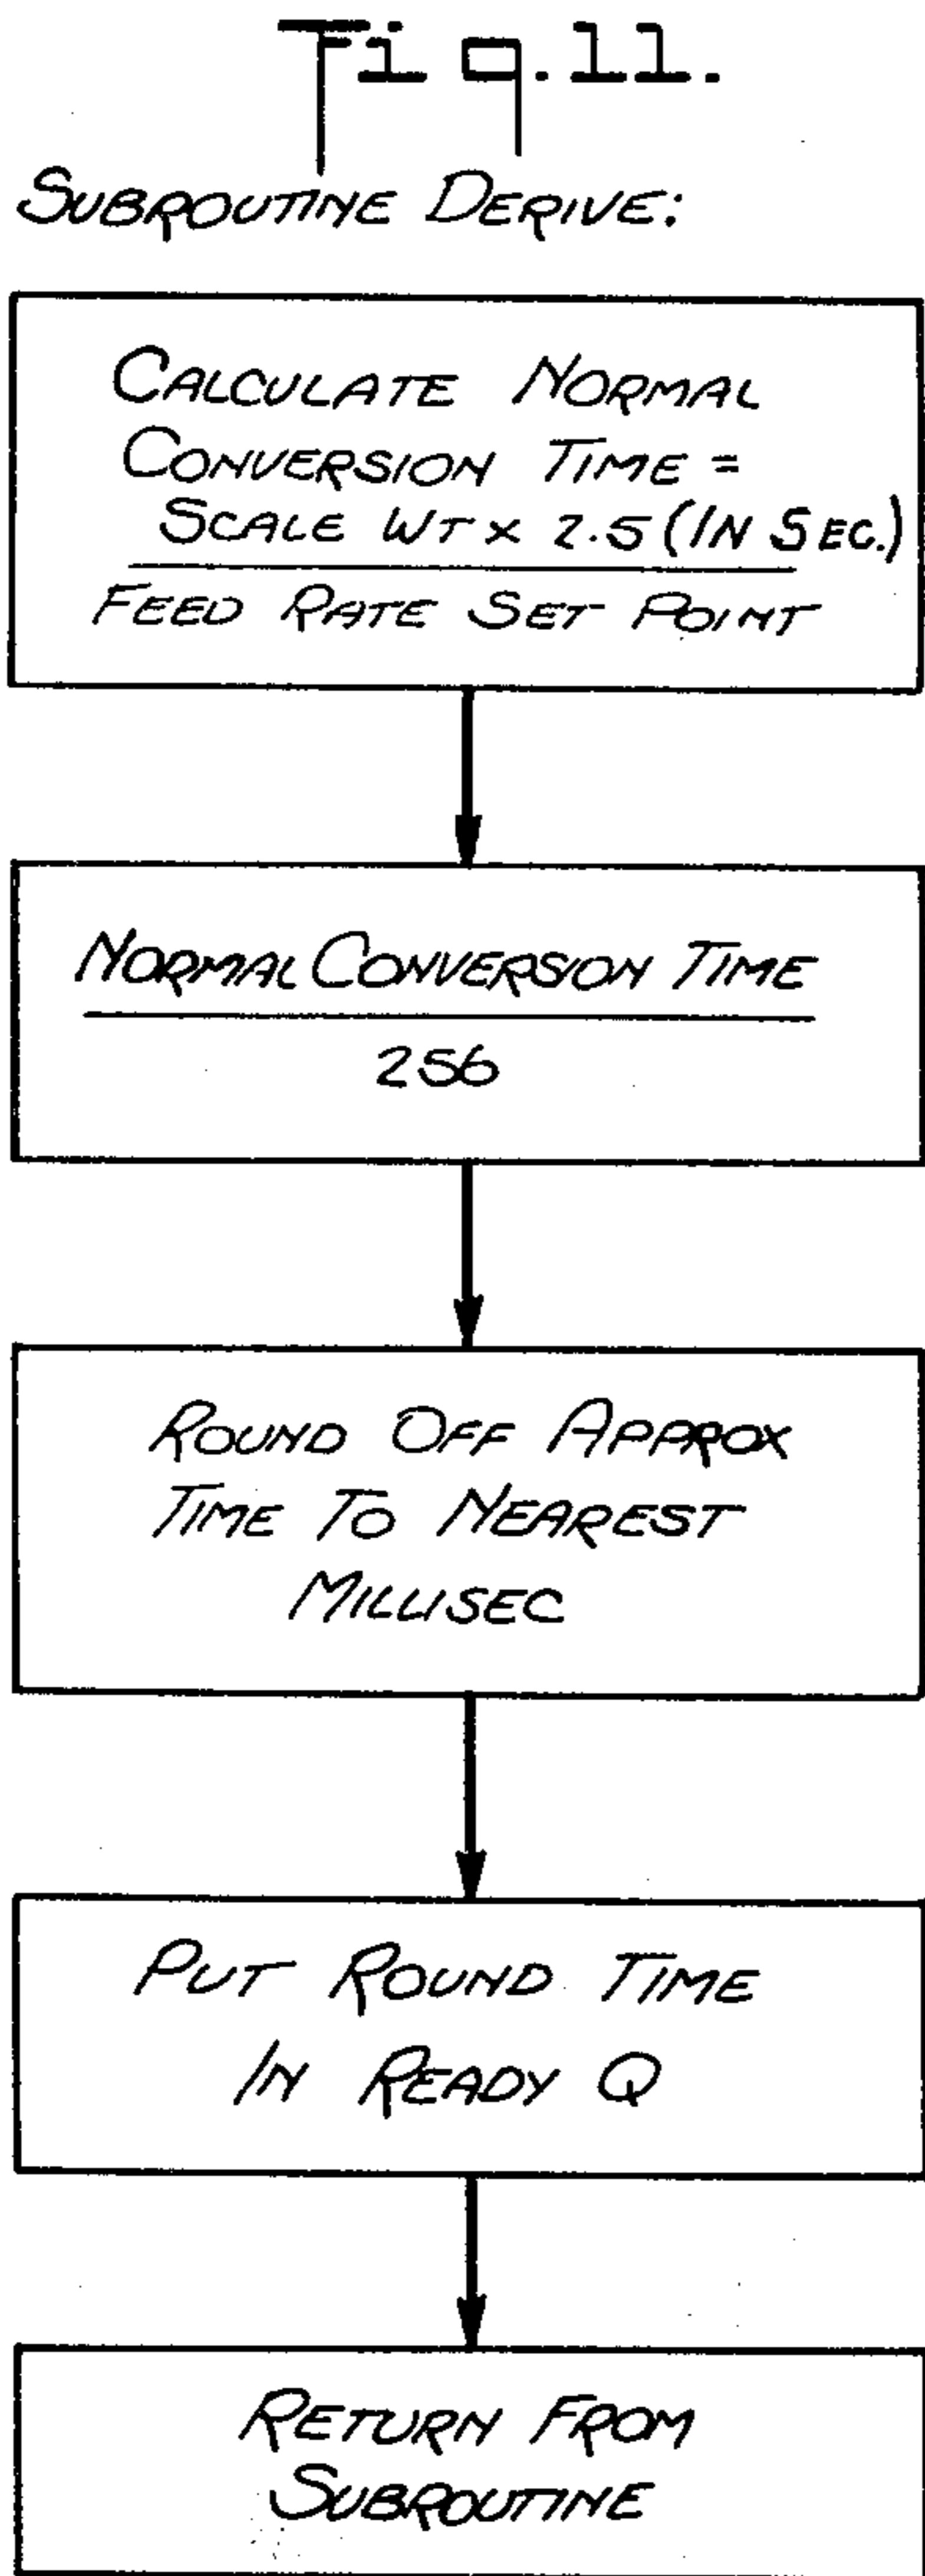 Fig. 11.
SUBROUTINE DERIVE:
CALCULATE NORMAL
CONVERSION TIME =
SCALE WT x 2.5 (IN SEC.)
FEED RATE SET POINT
NORMAL CONVERSION TIME
256
ROUND OFF APPROX
TIME TO NEAREST
MILLISEC
PUT ROUND TIME
IN READY Q
RETURN FROM
SUBROUTINE